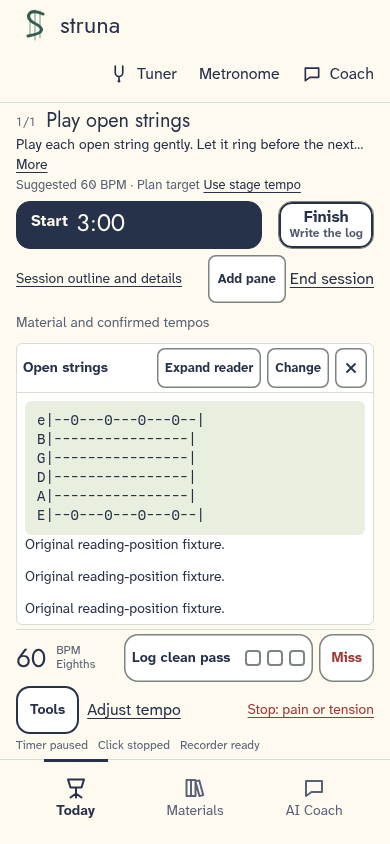 struna
Tuner Metronome Coach
1/1 Play open strings
Play each open string gently. Let it ring before the next…
More
Suggested 60 BPM · Plan target Use stage tempo
Start 3:00
Finish
Write the log
Session outline and details Add pane End session
Material and confirmed tempos
Open strings Expand reader Change ✕
e|--0---0---0---0--|
B|----------------|
G|----------------|
D|----------------|
A|----------------|
E|--0---0---0---0--|
Original reading-position fixture.
Original reading-position fixture.
Original reading-position fixture.
60 BPM Eighths Log clean pass Miss
Tools Adjust tempo Stop: pain or tension
Timer paused Click stopped Recorder ready
Today Materials AI Coach